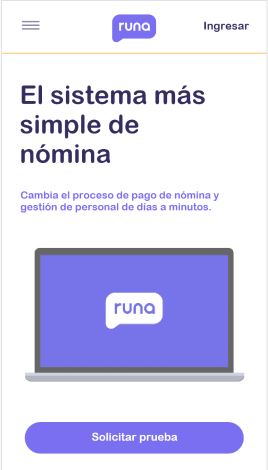 runa
Ingresar
El sistema más
simple de
nómina
Cambia el proceso de pago de nómina y
gestión de personal de días a minutos.
runa
Solicitar prueba